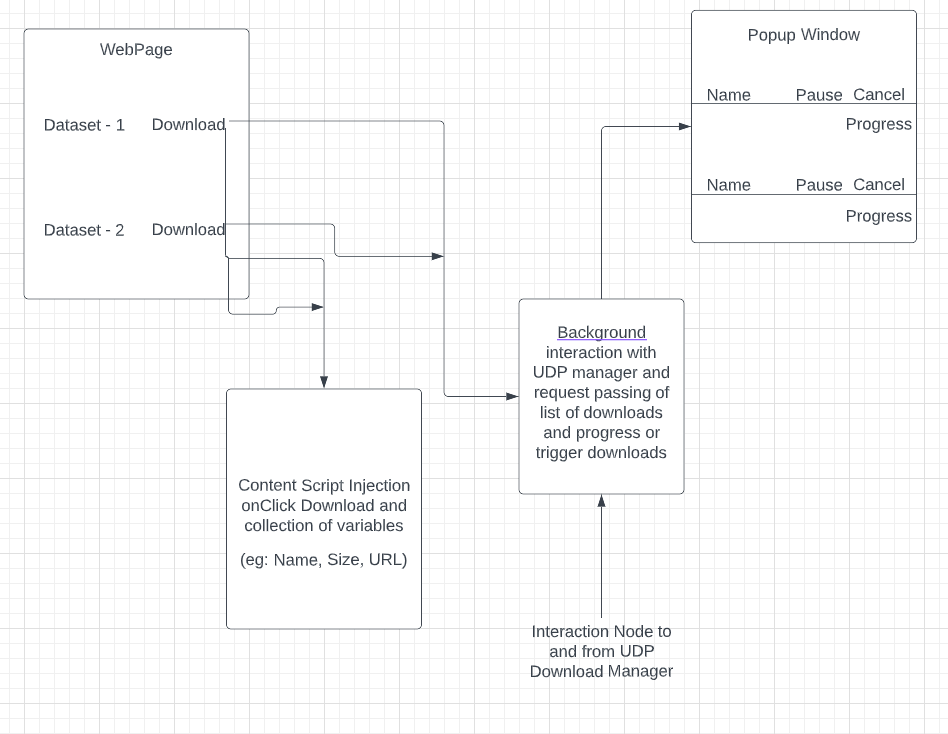 WebPage
Dataset - 1 Download
Dataset - 2 Download
Popup Window
Name Pause Cancel
Progress
Name Pause Cancel
Progress
Background
interaction with
UDP manager and
request passing of
list of downloads
and progress or
trigger downloads
Content Script Injection
onClick Download and
collection of variables
(eg: Name, Size, URL)
Interaction Node to
and from UDP
Download Manager